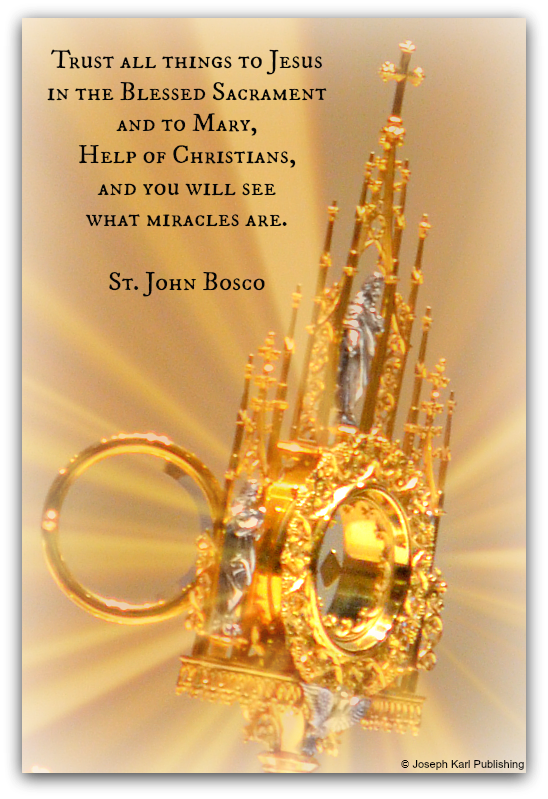 Trust all things to Jesus
in the Blessed Sacrament
and to Mary,
Help of Christians,
and you will see
what miracles are.
St. John Bosco
© Joseph Karl Publishing